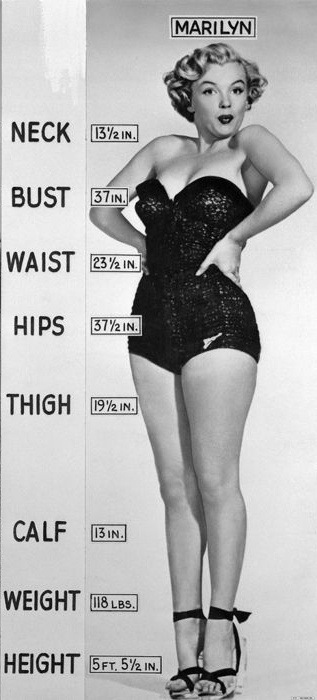 MARILYN
NECK 13½ IN.
BUST 37 IN.
WAIST 23½ IN.
HIPS 37½ IN.
THIGH 19½ IN.
CALF 13 IN.
WEIGHT 118 LBS.
HEIGHT 5 FT. 5½ IN.